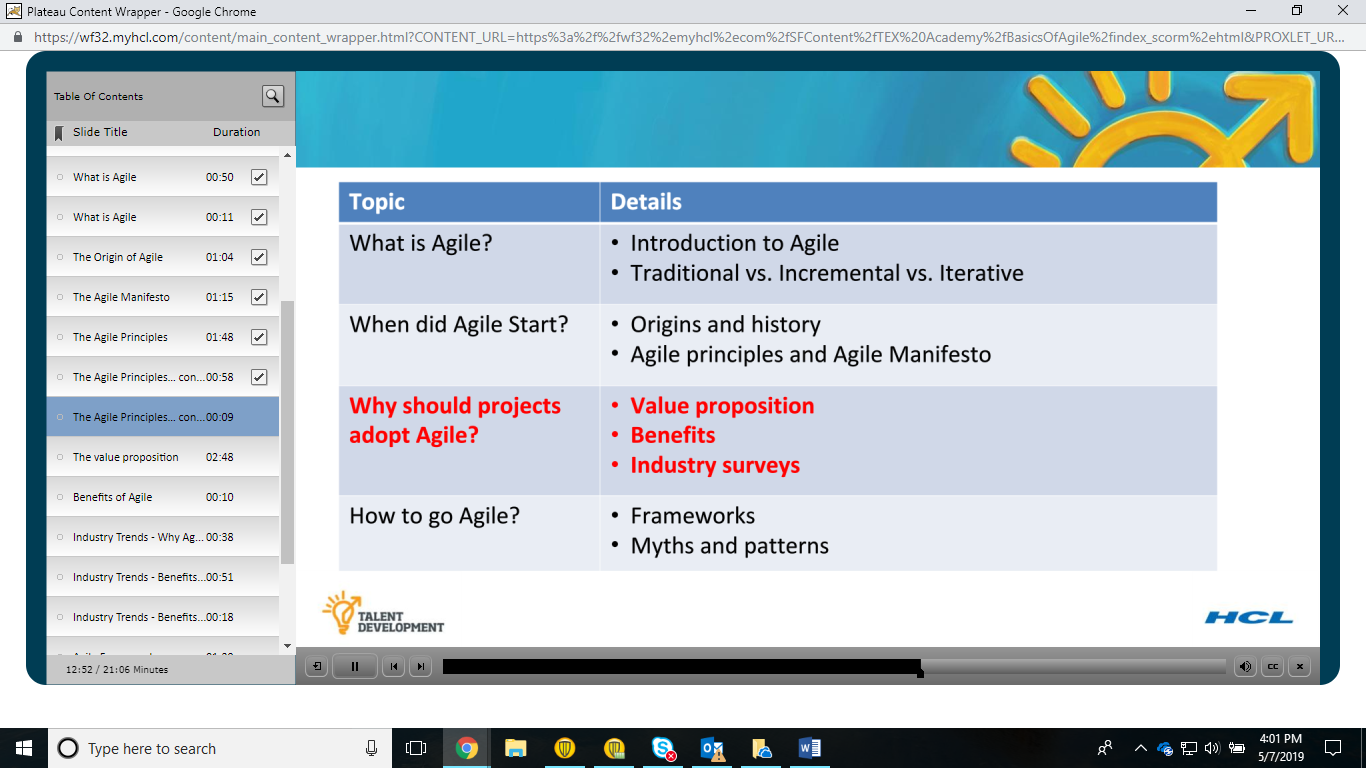 Plateau Content Wrapper - Google Chrome
https://wf32.myhcl.com/content/main_content_wrapper.html?CONTENT_URL=https%3a%2f%2fwf32%2emyhcl%2ecom%2fSFContent%2fTEX%20Academy%2fBasicsOfAgile%2findex_scorm%2ehtml&PROXLET_UR...
Table Of Contents
Slide Title Duration
What is Agile 00:50
What is Agile 00:11
The Origin of Agile 01:04
The Agile Manifesto 01:15
The Agile Principles 01:48
The Agile Principles... con...00:58
The Agile Principles... con...00:09
The value proposition 02:48
Benefits of Agile 00:10
Industry Trends - Why Ag...00:38
Industry Trends - Benefits...00:51
Industry Trends - Benefits...00:18
12:52 / 21:06 Minutes
Topic Details
What is Agile? • Introduction to Agile
• Traditional vs. Incremental vs. Iterative
When did Agile Start? • Origins and history
• Agile principles and Agile Manifesto
Why should projects • Value proposition
adopt Agile? • Benefits
• Industry surveys
How to go Agile? • Frameworks
• Myths and patterns
TALENT
DEVELOPMENT
HCL
CC
Type here to search
4:01 PM
5/7/2019